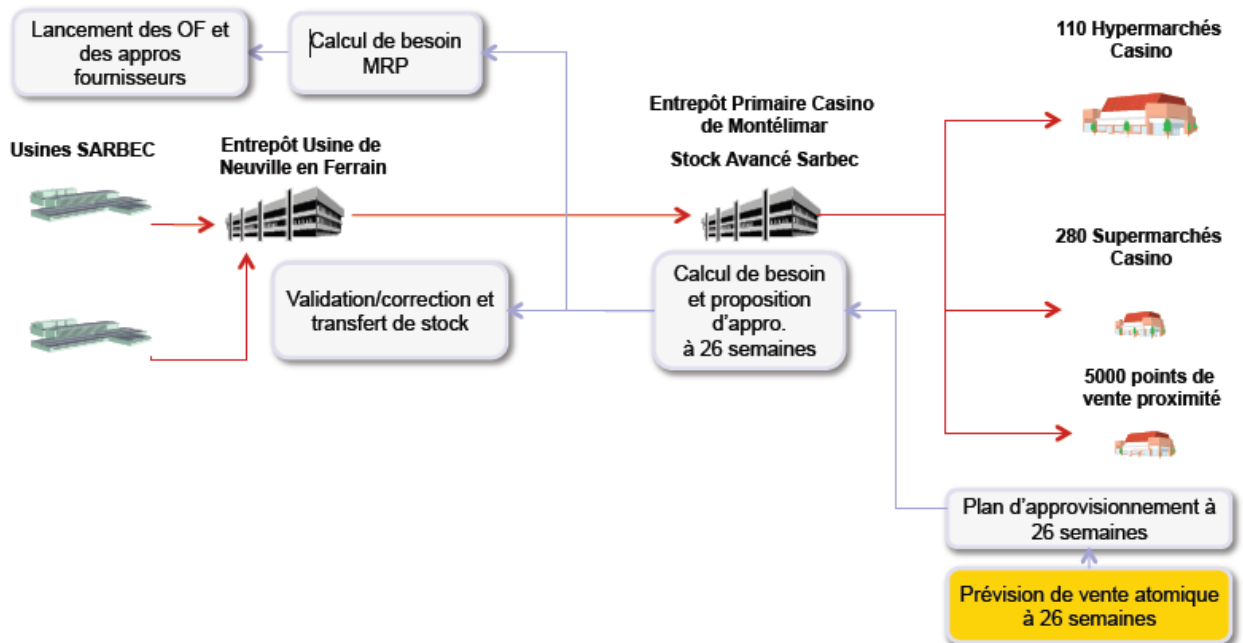 Lancement des OF et
des appros
fournisseurs
Calcul de besoin
MRP
110 Hypermarchés
Casino
Usines SARBEC
Entrepôt Usine de
Neuville en Ferrain
Entrepôt Primaire Casino
de Montélimar
Stock Avancé Sarbec
280 Supermarchés
Casino
Validation/correction et
transfert de stock
Calcul de besoin
et proposition
d'appro.
à 26 semaines
5000 points de
vente proximité
Plan d'approvisionnement à
26 semaines
Prévision de vente atomique
à 26 semaines